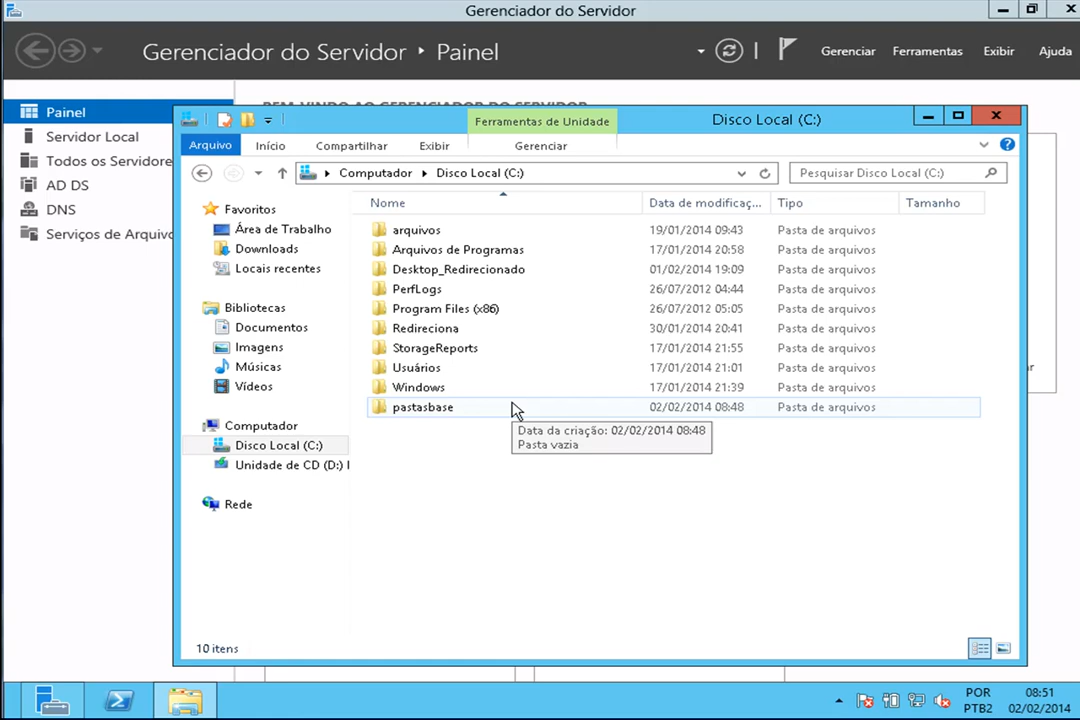 Gerenciador do Servidor
Gerenciador do Servidor ‣ Painel
Gerenciar Ferramentas Exibir Ajuda
Painel
Servidor Local
Todos os Servidore
AD DS
DNS
Serviços de Arquivo
BEM-VINDO AO GERENCIADOR DO SERVIDOR
Ferramentas de Unidade
Disco Local (C:)
Arquivo Início Compartilhar Exibir Gerenciar
Computador Disco Local (C:)
Pesquisar Disco Local (C:)
Favoritos
Área de Trabalho
Downloads
Locais recentes
Bibliotecas
Documentos
Imagens
Músicas
Vídeos
Computador
Disco Local (C:)
Unidade de CD (D:)
Rede
Nome Data de modificaç... Tipo Tamanho
arquivos 19/01/2014 09:43 Pasta de arquivos
Arquivos de Programas 17/01/2014 20:58 Pasta de arquivos
Desktop_Redirecionado 01/02/2014 19:09 Pasta de arquivos
PerfLogs 26/07/2012 04:44 Pasta de arquivos
Program Files (x86) 26/07/2012 05:05 Pasta de arquivos
Redireciona 30/01/2014 20:41 Pasta de arquivos
StorageReports 17/01/2014 21:55 Pasta de arquivos
Usuários 17/01/2014 21:01 Pasta de arquivos
Windows 17/01/2014 21:39 Pasta de arquivos
pastasbase 02/02/2014 08:48 Pasta de arquivos
Data da criação: 02/02/2014 08:48
Pasta vazia
10 itens
POR 08:51
PTB2 02/02/2014